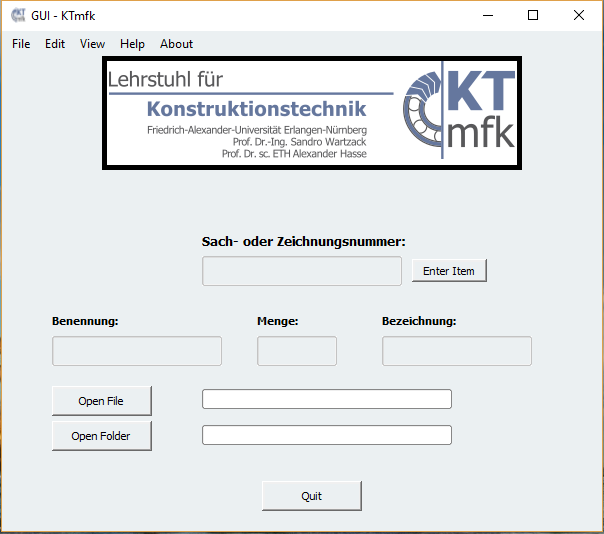 GUI - KTmfk
File Edit View Help About
Lehrstuhl für
Konstruktionstechnik
Friedrich-Alexander-Universität Erlangen-Nürnberg
Prof. Dr.-Ing. Sandro Wartzack
Prof. Dr. sc. ETH Alexander Hasse
KT
mfk
Sach- oder Zeichnungsnummer:
Enter Item
Benennung: Menge: Bezeichnung:
Open File
Open Folder
Quit